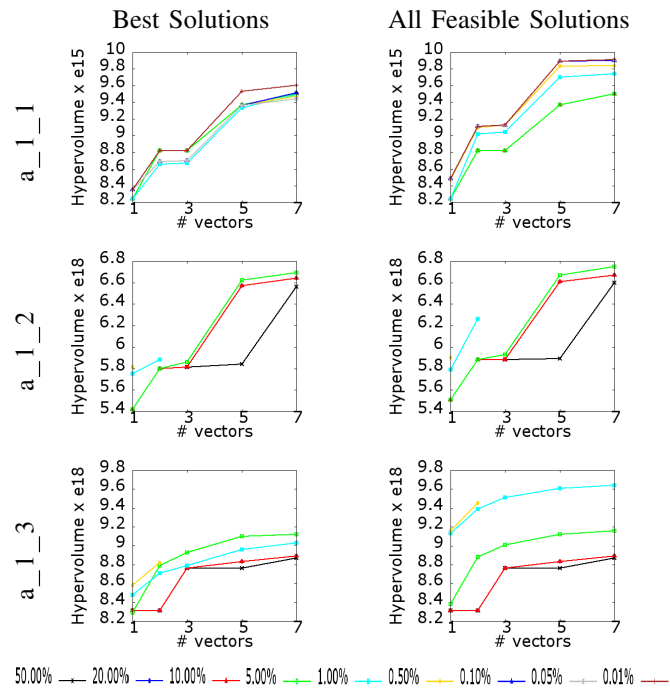 Best Solutions
All Feasible Solutions
a_1_1
Hypervolume x e15
10
9.8
9.6
9.4
9.2
9
8.8
8.6
8.4
8.2
1 3 5 7
# vectors
Hypervolume x e15
10
9.8
9.6
9.4
9.2
9
8.8
8.6
8.4
8.2
1 3 5 7
# vectors
a_1_2
Hypervolume x e18
6.8
6.6
6.4
6.2
6
5.8
5.6
5.4
1 3 5 7
# vectors
Hypervolume x e18
6.8
6.6
6.4
6.2
6
5.8
5.6
5.4
1 3 5 7
# vectors
a_1_3
Hypervolume x e18
9.8
9.6
9.4
9.2
9
8.8
8.6
8.4
8.2
1 3 5 7
# vectors
Hypervolume x e18
9.8
9.6
9.4
9.2
9
8.8
8.6
8.4
8.2
1 3 5 7
# vectors
50.00% 20.00% 10.00% 5.00% 1.00% 0.50% 0.10% 0.05% 0.01%